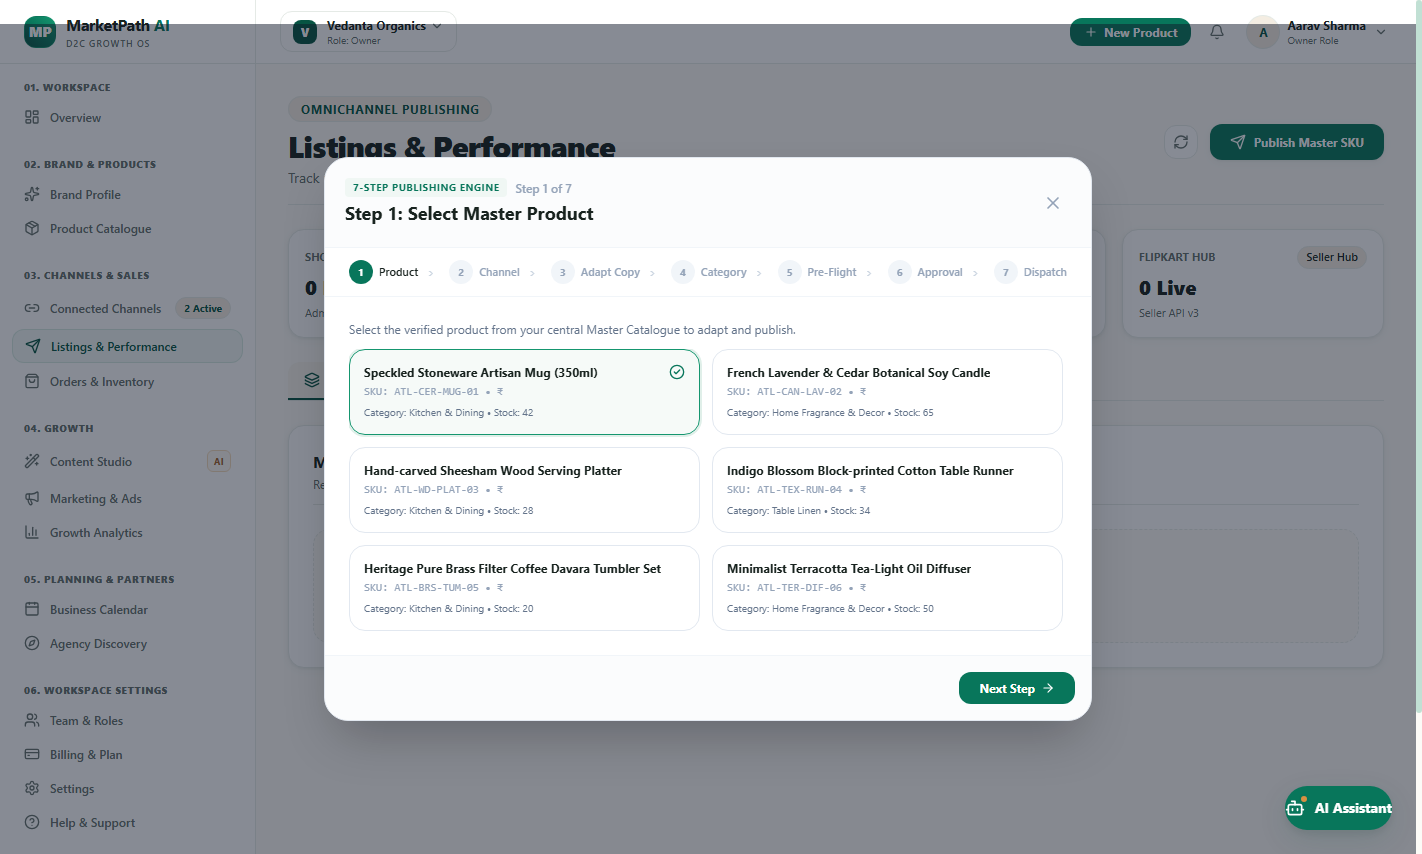 MP
MarketPath AI
D2C GROWTH OS
V
Vedanta Organics
Role: Owner
+ New Product
A
Aarav Sharma
Owner Role
01. WORKSPACE
Overview
02. BRAND & PRODUCTS
Brand Profile
Product Catalogue
03. CHANNELS & SALES
Connected Channels
2 Active
Listings & Performance
Orders & Inventory
04. GROWTH
Content Studio
AI
Marketing & Ads
Growth Analytics
05. PLANNING & PARTNERS
Business Calendar
Agency Discovery
06. WORKSPACE SETTINGS
Team & Roles
Billing & Plan
Settings
Help & Support
OMNICHANNEL PUBLISHING
Listings & Performance
Track
Publish Master SKU
SHO
0
Adn
FLIPKART HUB
Seller Hub
0 Live
Seller API v3
M
Re
7-STEP PUBLISHING ENGINE
Step 1 of 7
Step 1: Select Master Product
1 Product
2 Channel
3 Adapt Copy
4 Category
5 Pre-Flight
6 Approval
7 Dispatch
Select the verified product from your central Master Catalogue to adapt and publish.
Speckled Stoneware Artisan Mug (350ml)
SKU: ATL-CER-MUG-01 • ₹
Category: Kitchen & Dining • Stock: 42
French Lavender & Cedar Botanical Soy Candle
SKU: ATL-CAN-LAV-02 • ₹
Category: Home Fragrance & Decor • Stock: 65
Hand-carved Sheesham Wood Serving Platter
SKU: ATL-WD-PLAT-03 • ₹
Category: Kitchen & Dining • Stock: 28
Indigo Blossom Block-printed Cotton Table Runner
SKU: ATL-TEX-RUN-04 • ₹
Category: Table Linen • Stock: 34
Heritage Pure Brass Filter Coffee Davara Tumbler Set
SKU: ATL-BRS-TUM-05 • ₹
Category: Kitchen & Dining • Stock: 20
Minimalist Terracotta Tea-Light Oil Diffuser
SKU: ATL-TER-DIF-06 • ₹
Category: Home Fragrance & Decor • Stock: 50
Next Step
AI Assistant